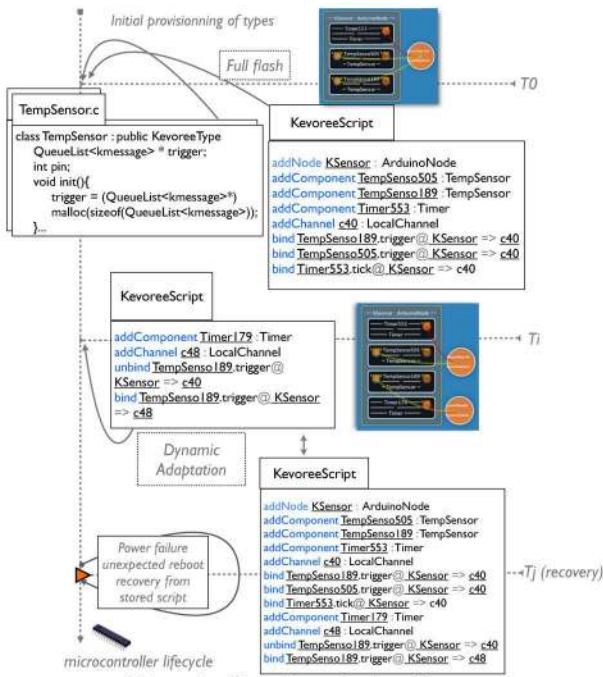 Initial provisionning of types
Full flash
T0
TempSensor.c
class TempSensor : public KevoreeType
QueueList<kmessage> * trigger;
int pin;
void init(){
trigger = (QueueList<kmessage>*)
malloc(sizeof(QueueList<kmessage>));
}...
KevoreeScript
addNode KSensor : ArduinoNode
addComponent TempSenso505 : TempSensor
addComponent TempSenso189 : TempSensor
addComponent Timer553 : Timer
addChannel c40 : LocalChannel
bind TempSenso189.trigger@ KSensor => c40
bind TempSenso505.trigger@ KSensor => c40
bind Timer553.tick@ KSensor => c40
KevoreeScript
addComponent Timer179 : Timer
addChannel c48 : LocalChannel
unbind TempSenso189.trigger@
KSensor => c40
bind TempSenso189.trigger@ KSensor
=> c48
Ti
Dynamic
Adaptation
KevoreeScript
addNode KSensor : ArduinoNode
addComponent TempSenso505 : TempSensor
addComponent TempSenso189 : TempSensor
addComponent Timer553 : Timer
addChannel c40 : LocalChannel
bind TempSenso189.trigger@ KSensor => c40
bind TempSenso505.trigger@ KSensor => c40
bind Timer553.tick@ KSensor => c40
addComponent Timer179 : Timer
addChannel c48 : LocalChannel
unbind TempSenso189.trigger@ KSensor => c40
bind TempSenso189.trigger@ KSensor => c48
Power failure
unexpected reboot
recovery from
stored script
Tj (recovery)
microcontroller lifecycle